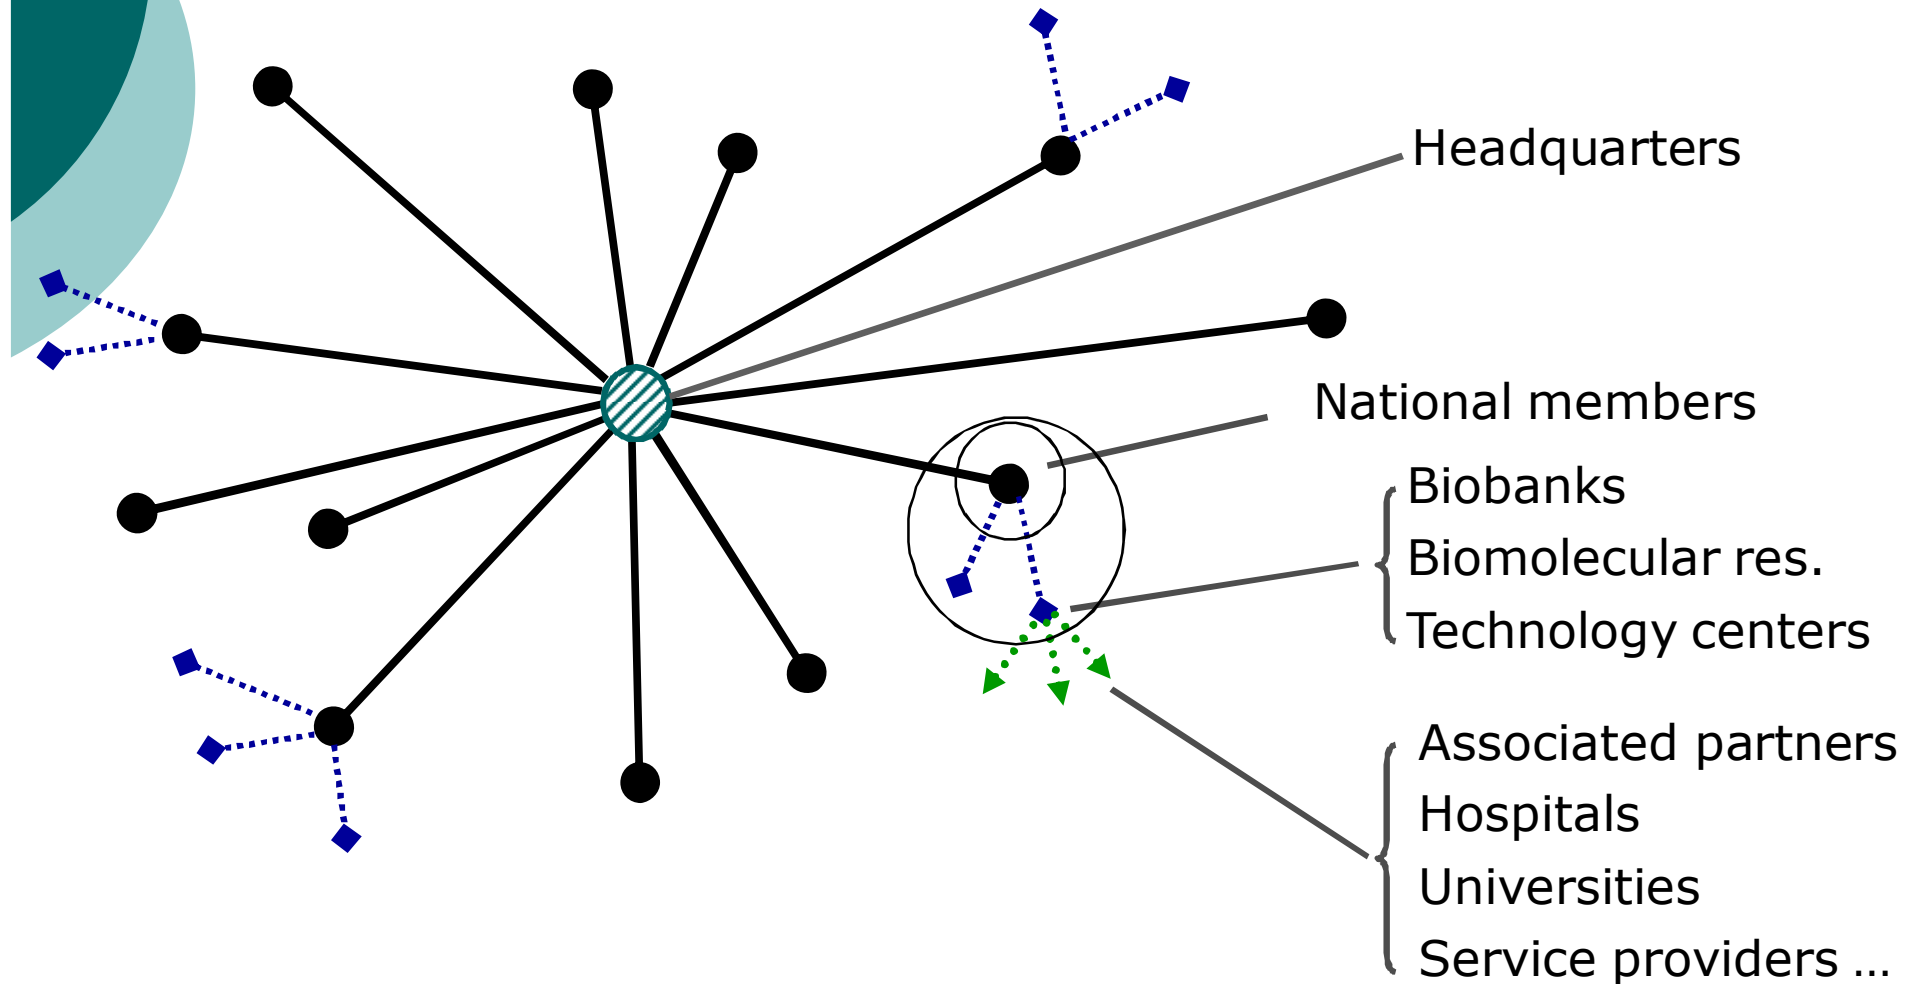 Headquarters
National members
Biobanks
Biomolecular res.
Technology centers
Associated partners
Hospitals
Universities
Service providers ...